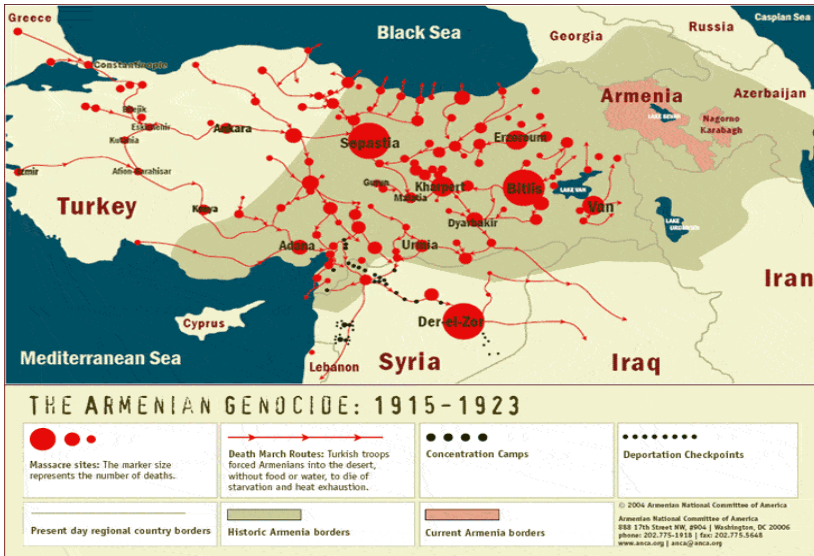 Greece
Black Sea
Caspian Sea
Russia
Georgia
Constantinople
Armenia
Azerbaijan
Nagorno
Karabagh
Bilejik
Eskishehir
Ankara
Sepastia
Erzeroum
Kutahia
Izmir
Afion-Karahisar
Gurun
Kharpert
Malatia
Bitlis
LAKE VAN
Van
Turkey
Konya
Dyarbakir
Adana
Urfa
Iran
Cyprus
Der-el-Zor
Mediterranean Sea
Lebanon
Syria
Iraq
THE ARMENIAN GENOCIDE: 1915-1923
Massacre sites: The marker size
represents the number of deaths.
Death March Routes: Turkish troops
forced Armenians into the desert,
without food or water, to die of
starvation and heat exhaustion.
Concentration Camps
Deportation Checkpoints
Present day regional country borders
Historic Armenia borders
Current Armenia borders
© 2004 Armenian National Committee of America
Armenian National Committee of America
888 17th Street NW, #904 | Washington, DC 20006
phone: 202.775-1918 | fax: 202.775.5648
www.anca.org | anca@anca.org